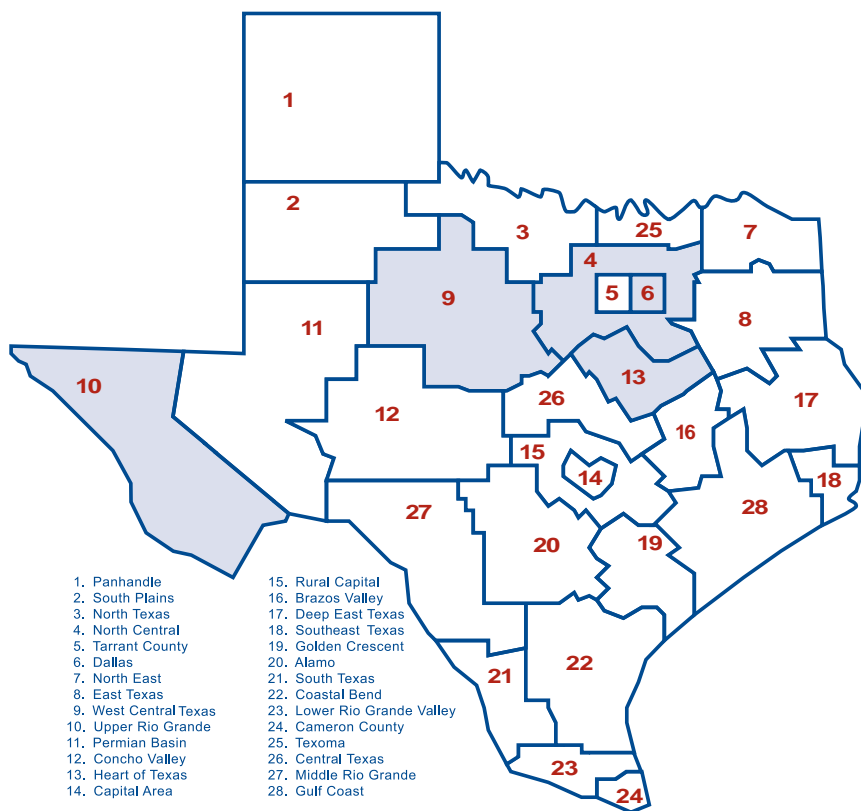 1
2
3
25
7
4
9
5
6
8
11
10
13
12
26
17
16
15
14
18
27
28
20
19
22
21
23
24
1. Panhandle
2. South Plains
3. North Texas
4. North Central
5. Tarrant County
6. Dallas
7. North East
8. East Texas
9. West Central Texas
10. Upper Rio Grande
11. Permian Basin
12. Concho Valley
13. Heart of Texas
14. Capital Area
15. Rural Capital
16. Brazos Valley
17. Deep East Texas
18. Southeast Texas
19. Golden Crescent
20. Alamo
21. South Texas
22. Coastal Bend
23. Lower Rio Grande Valley
24. Cameron County
25. Texoma
26. Central Texas
27. Middle Rio Grande
28. Gulf Coast